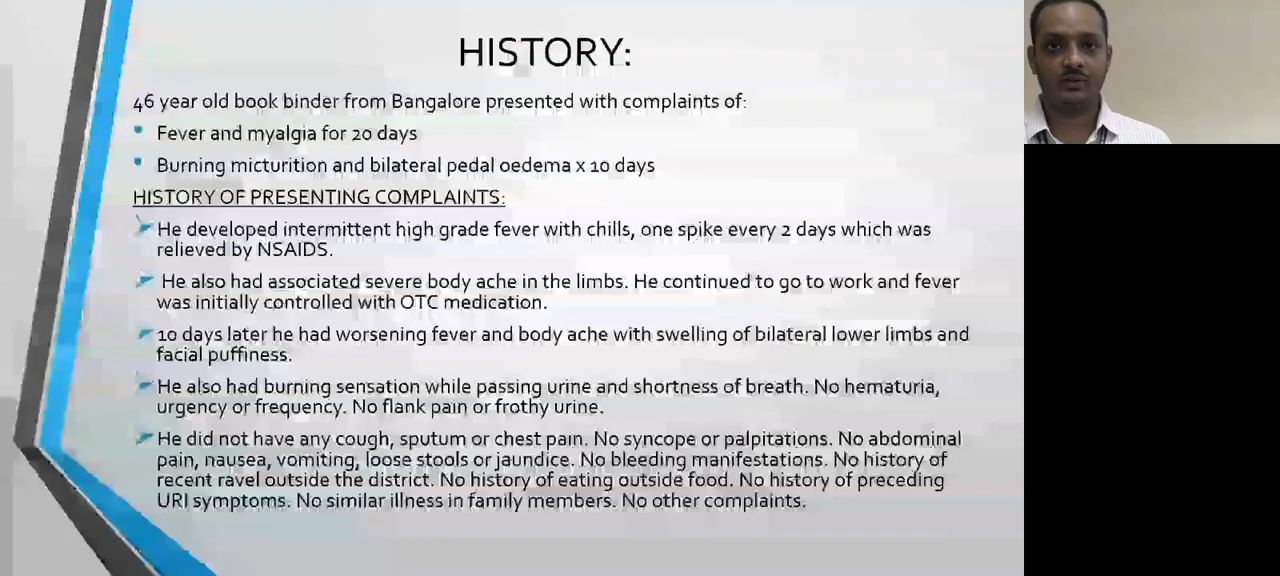 HISTORY:
46 year old book binder from Bangalore presented with complaints of:
Fever and myalgia for 20 days
Burning micturition and bilateral pedal oedema x 10 days
HISTORY OF PRESENTING COMPLAINTS:
He developed intermittent high grade fever with chills, one spike every 2 days which was
relieved by NSAIDS.
He also had associated severe body ache in the limbs. He continued to go to work and fever
was initially controlled with OTC medication.
10 days later he had worsening fever and body ache with swelling of bilateral lower limbs and
facial puffiness.
He also had burning sensation while passing urine and shortness of breath. No hematuria,
urgency or frequency. No flank pain or frothy urine.
He did not have any cough, sputum or chest pain. No syncope or palpitations. No abdominal
pain, nausea, vomiting, loose stools or jaundice. No bleeding manifestations. No history of
recent ravel outside the district. No history of eating outside food. No history of preceding
URI symptoms. No similar illness in family members. No other complaints.